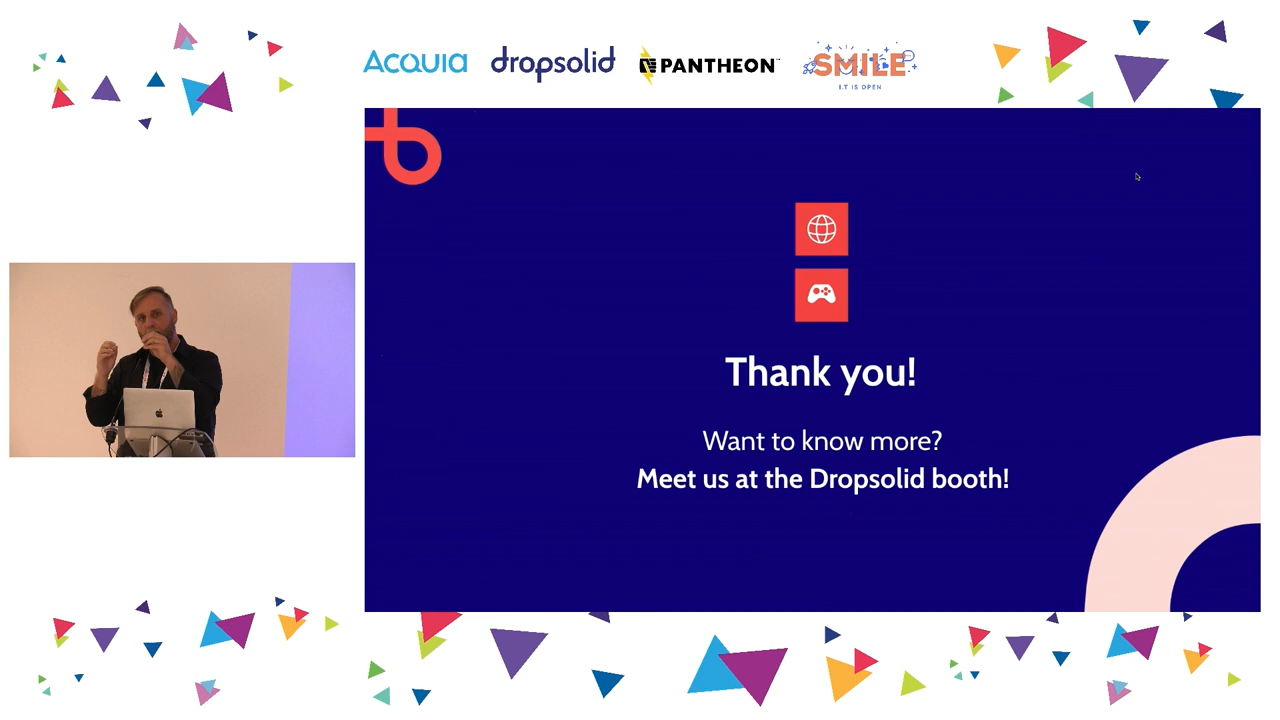 ACQUIA
dropsolid
PANTHEON
SMILE
I.T IS OPEN
Thank you!
Want to know more?
Meet us at the Dropsolid booth!